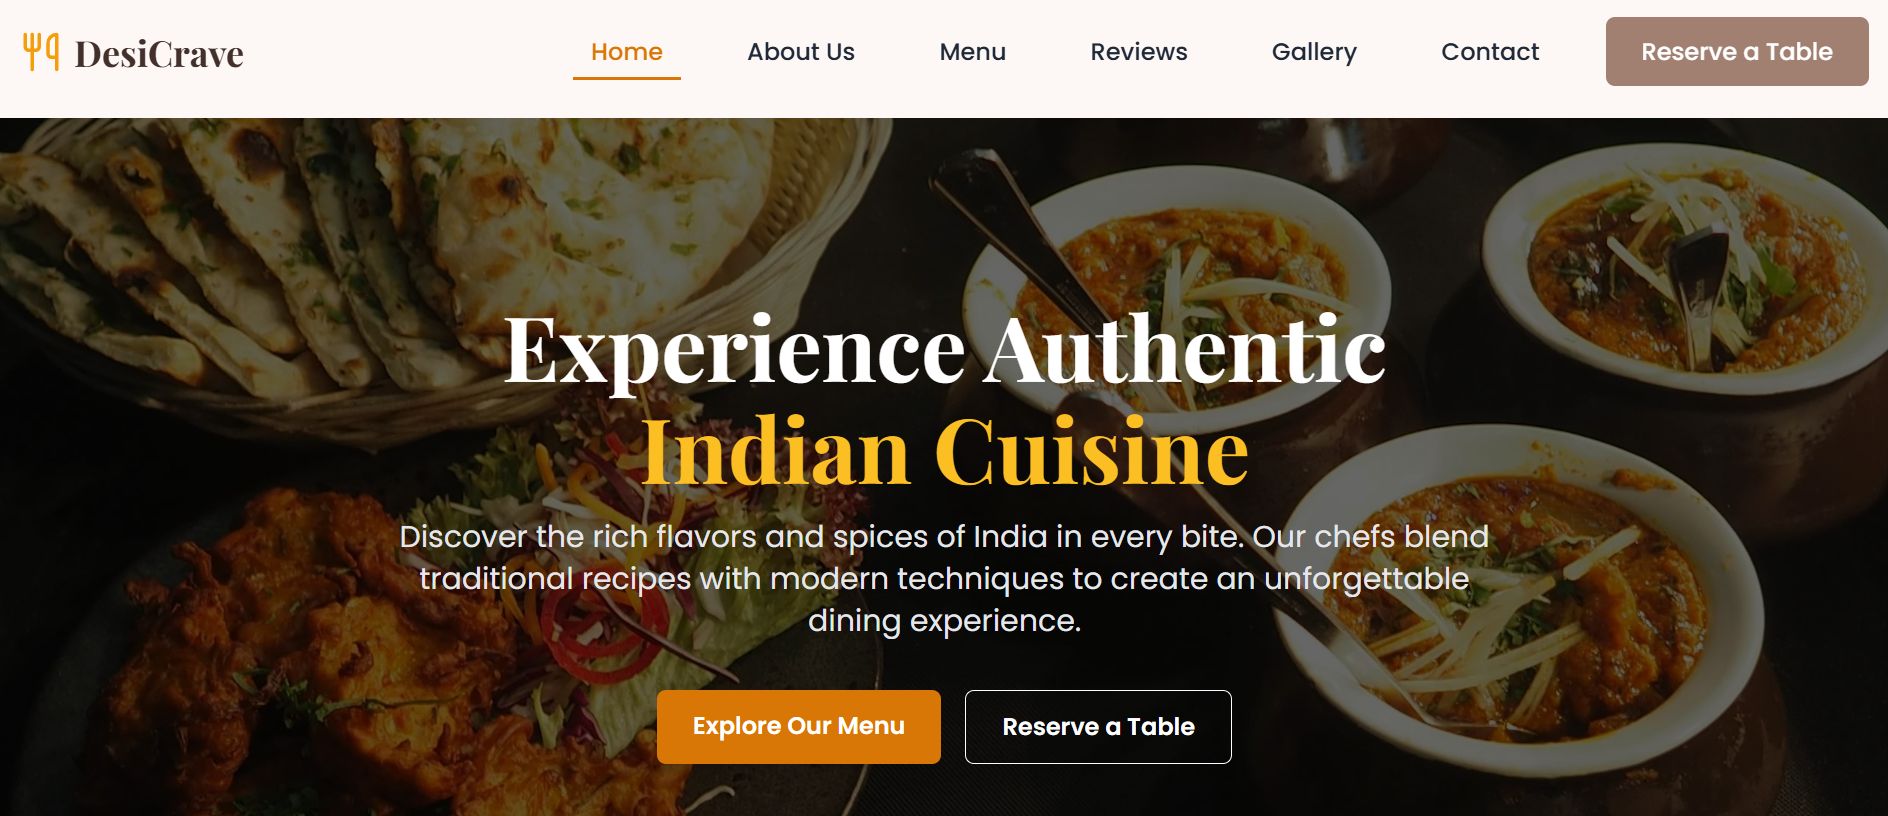 DesiCrave
Home
About Us
Menu
Reviews
Gallery
Contact
Reserve a Table
Experience Authentic
Indian Cuisine
Discover the rich flavors and spices of India in every bite. Our chefs blend
traditional recipes with modern techniques to create an unforgettable
dining experience.
Explore Our Menu
Reserve a Table